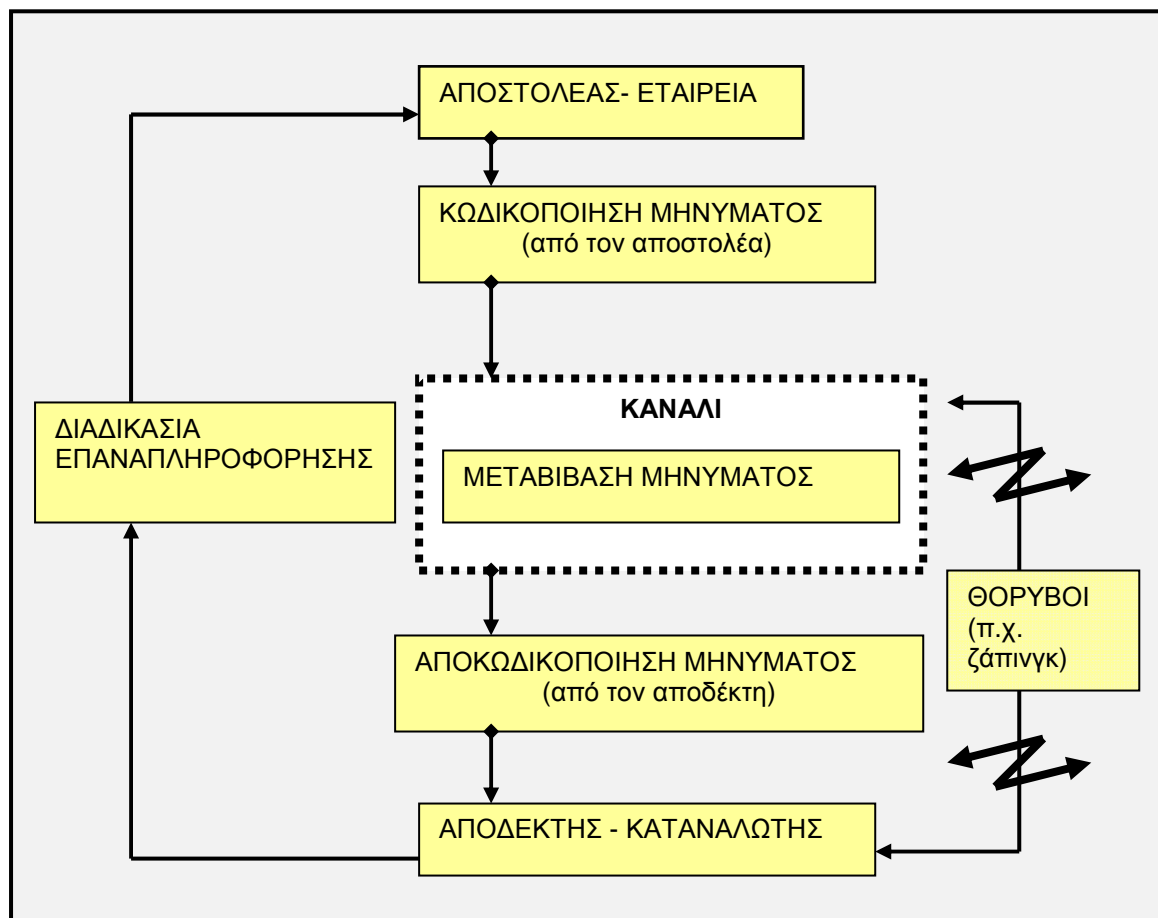 ΑΠΟΣΤΟΛΕΑΣ- ΕΤΑΙΡΕΙΑ
ΚΩΔΙΚΟΠΟΙΗΣΗ ΜΗΝΥΜΑΤΟΣ
(από τον αποστολέα)
ΚΑΝΑΛΙ
ΜΕΤΑΒΙΒΑΣΗ ΜΗΝΥΜΑΤΟΣ
ΔΙΑΔΙΚΑΣΙΑ
ΕΠΑΝΑΠΛΗΡΟΦΟΡΗΣΗΣ
ΘΟΡΥΒΟΙ
(π.χ.
ζάπινγκ)
ΑΠΟΚΩΔΙΚΟΠΟΙΗΣΗ ΜΗΝΥΜΑΤΟΣ
(από τον αποδέκτη)
ΑΠΟΔΕΚΤΗΣ - ΚΑΤΑΝΑΛΩΤΗΣ